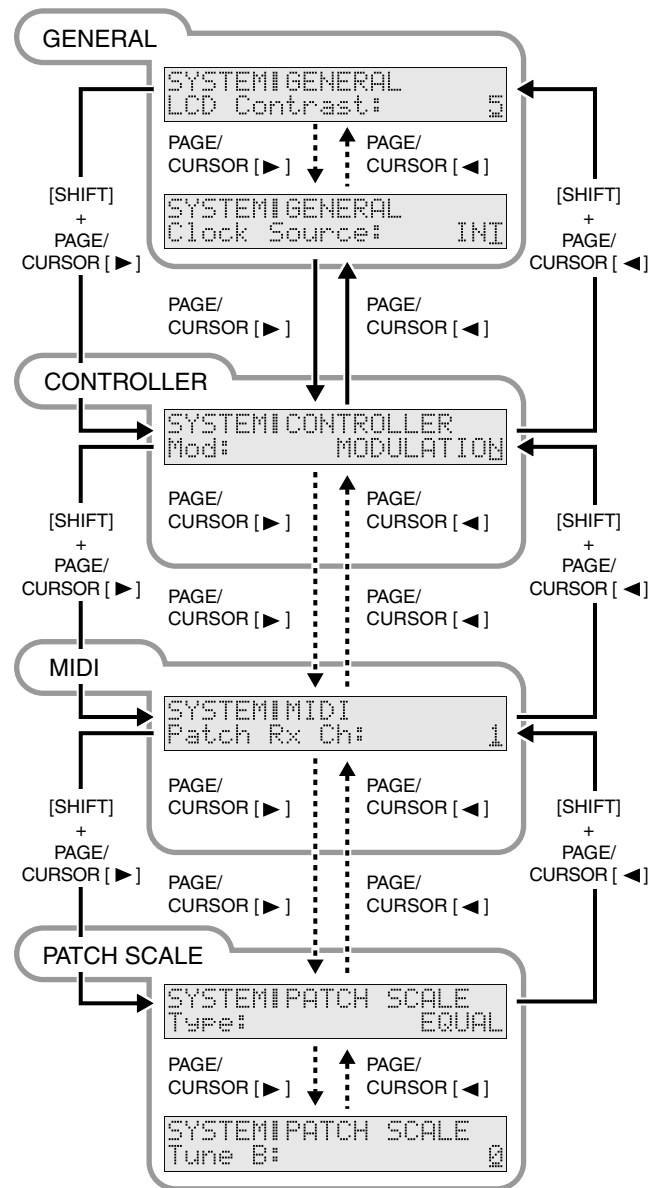 GENERAL
SYSTEM GENERAL
LCD Contrast: 5
PAGE/
CURSOR [ ▶ ]
PAGE/
CURSOR [ ◀ ]
[SHIFT]
+
PAGE/
CURSOR [ ▶ ]
[SHIFT]
+
PAGE/
CURSOR [ ◀ ]
SYSTEM GENERAL
Clock Source: INT
PAGE/
CURSOR [ ▶ ]
PAGE/
CURSOR [ ◀ ]
CONTROLLER
SYSTEM CONTROLLER
Mod: MODULATION
PAGE/
CURSOR [ ▶ ]
PAGE/
CURSOR [ ◀ ]
[SHIFT]
+
PAGE/
CURSOR [ ▶ ]
[SHIFT]
+
PAGE/
CURSOR [ ◀ ]
PAGE/
CURSOR [ ▶ ]
PAGE/
CURSOR [ ◀ ]
MIDI
SYSTEM MIDI
Patch Rx Ch: 1
PAGE/
CURSOR [ ▶ ]
PAGE/
CURSOR [ ◀ ]
[SHIFT]
+
PAGE/
CURSOR [ ▶ ]
[SHIFT]
+
PAGE/
CURSOR [ ◀ ]
PAGE/
CURSOR [ ▶ ]
PAGE/
CURSOR [ ◀ ]
PATCH SCALE
SYSTEM PATCH SCALE
Type: EQUAL
PAGE/
CURSOR [ ▶ ]
PAGE/
CURSOR [ ◀ ]
SYSTEM PATCH SCALE
Tune B: 0